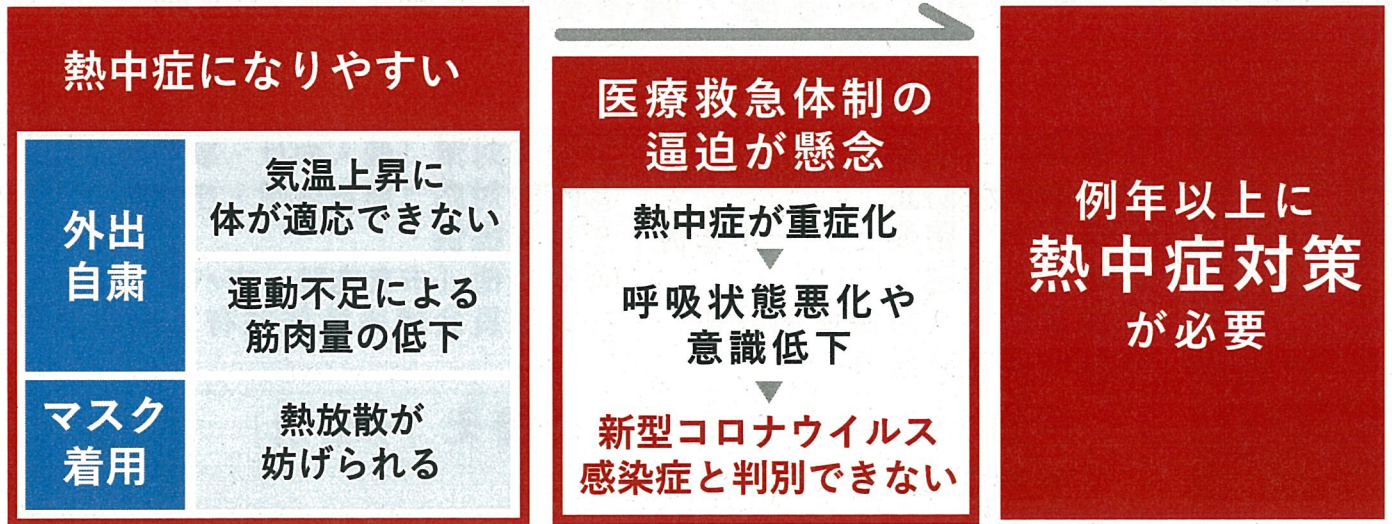 熱中症になりやすい
外出
自粛
気温上昇に
体が適応できない
運動不足による
筋肉量の低下
マスク
着用
熱放散が
妨げられる
医療救急体制の
逼迫が懸念
熱中症が重症化
呼吸状態悪化や
意識低下
新型コロナウイルス
感染症と判別できない
例年以上に
熱中症対策
が必要